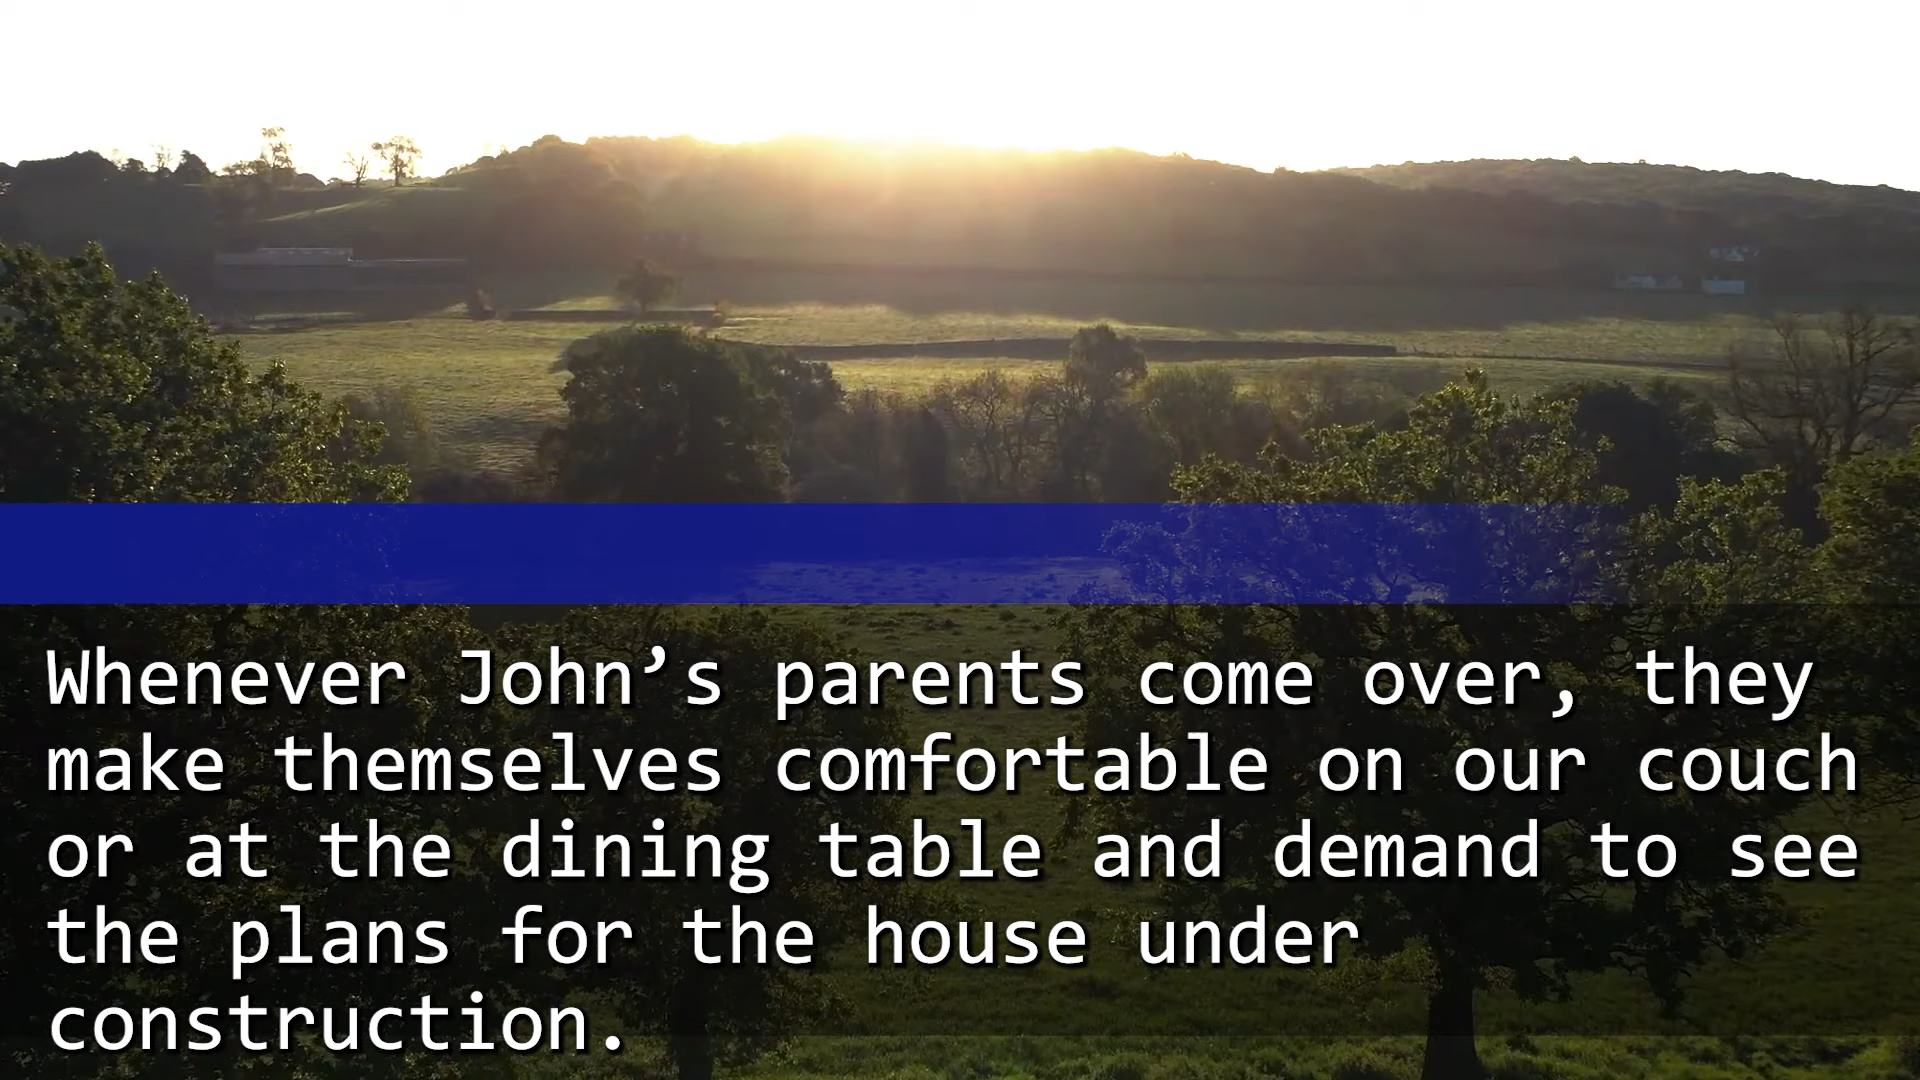 Whenever John’s parents come over, they
make themselves comfortable on our couch
or at the dining table and demand to see
the plans for the house under
construction.